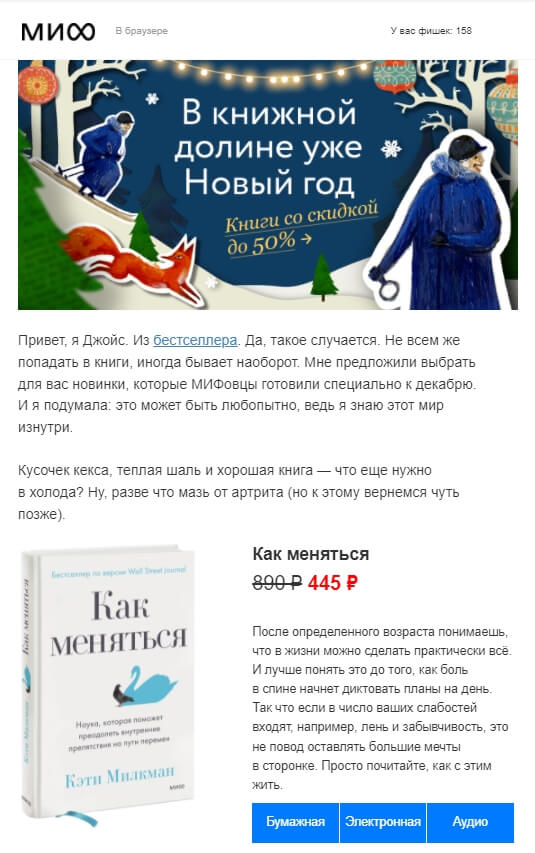 МИФ
В браузере
У вас фишек: 158
В книжной
долине уже
Новый год
Книги со скидкой
до 50% →
Привет, я Джойс. Из бестселлера. Да, такое случается. Не всем же
попадать в книги, иногда бывает наоборот. Мне предложили выбрать
для вас новинки, которые МИФовцы готовили специально к декабрю.
И я подумала: это может быть любопытно, ведь я знаю этот мир
изнутри.
Кусочек кекса, теплая шаль и хорошая книга — что еще нужно
в холода? Ну, разве что мазь от артрита (но к этому вернемся чуть
позже).
Бестселлер по версии Wall Street Journal
Как
меняться
Наука, которая поможет
преодолеть внутренние
препятствия на пути перемен
Кэти Милкман
МИФ
Как меняться
Кэти Милкман
Как меняться
890 ₽ 445 ₽
После определенного возраста понимаешь,
что в жизни можно сделать практически всё.
И лучше понять это до того, как боль
в спине начнет диктовать планы на день.
Так что если в число ваших слабостей
входят, например, лень и забывчивость, это
не повод оставлять большие мечты
в сторонке. Просто почитайте, как с этим
жить.
Бумажная Электронная Аудио